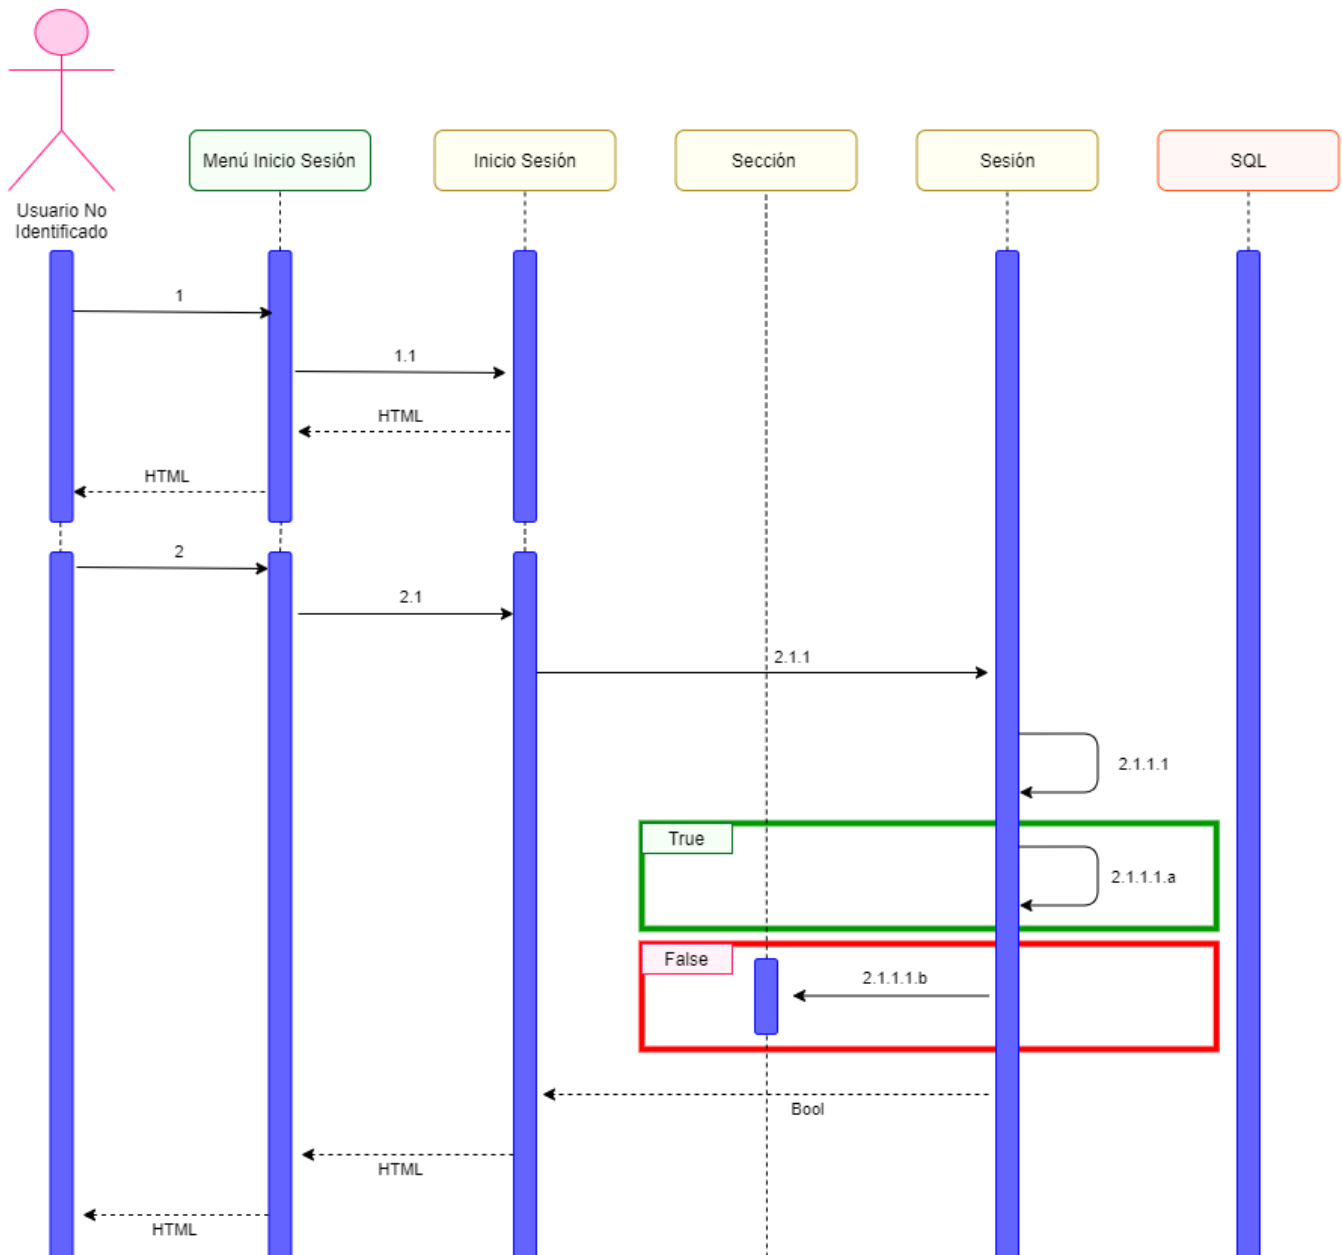 Usuario No
Identificado
Menú Inicio Sesión
Inicio Sesión
Sección
Sesión
SQL
1
1.1
HTML
HTML
2
2.1
2.1.1
2.1.1.1
True
2.1.1.1.a
False
2.1.1.1.b
Bool
HTML
HTML